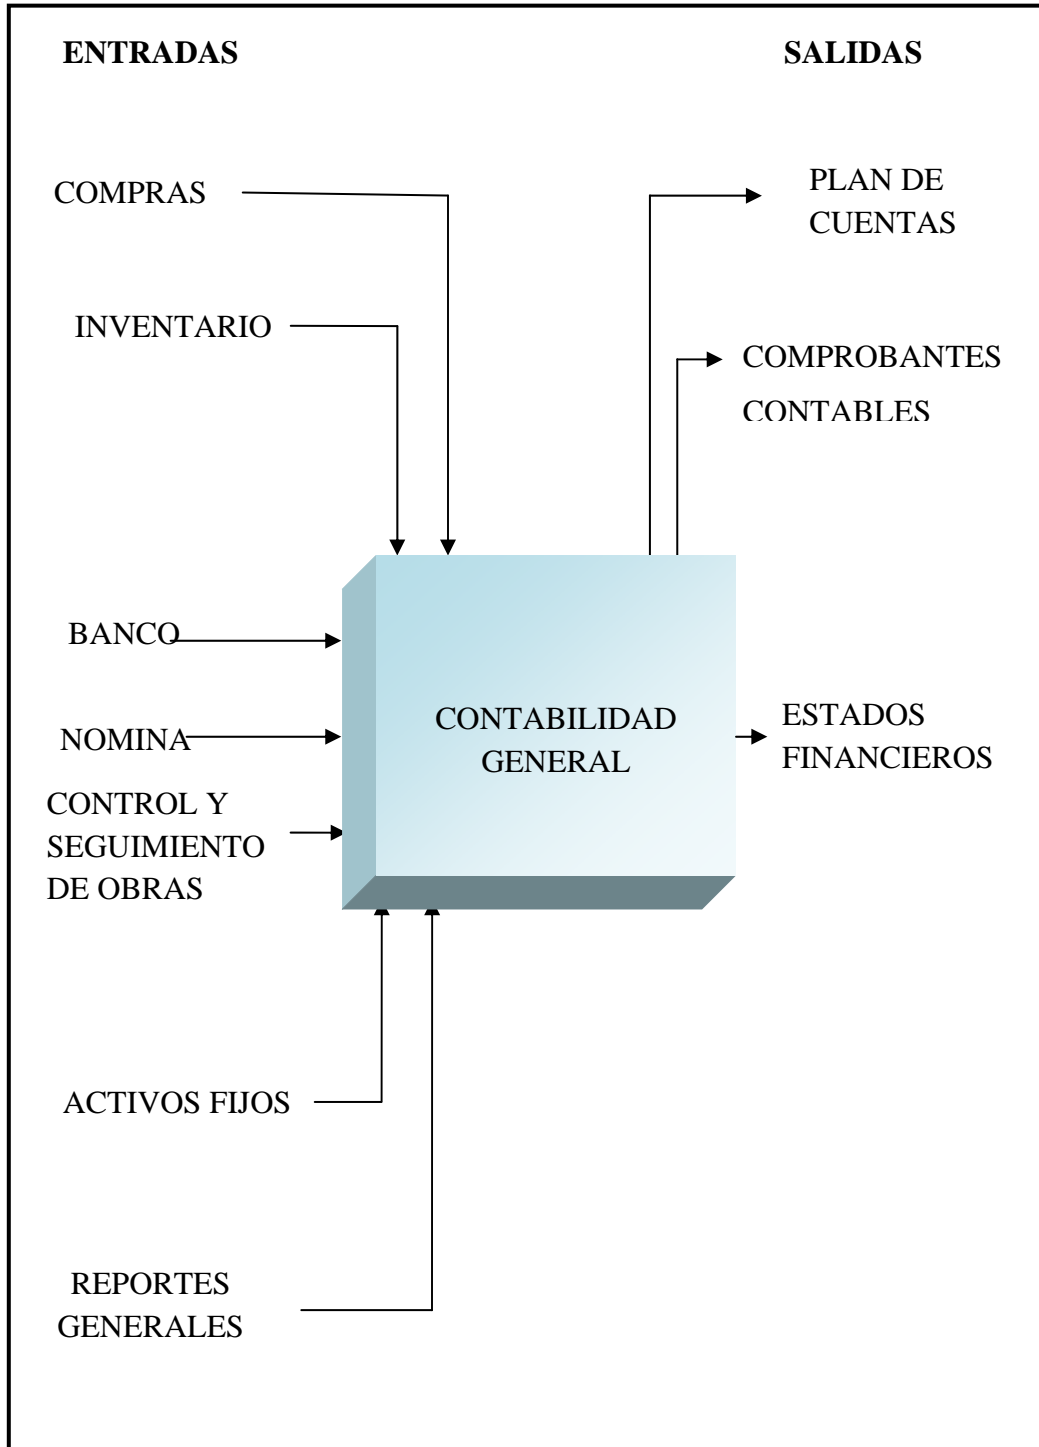 ENTRADAS
SALIDAS
COMPRAS
PLAN DE
CUENTAS
INVENTARIO
COMPROBANTES
CONTABLES
BANCO
NOMINA
CONTROL Y
SEGUIMIENTO
DE OBRAS
CONTABILIDAD
GENERAL
ESTADOS
FINANCIEROS
ACTIVOS FIJOS
REPORTES
GENERALES